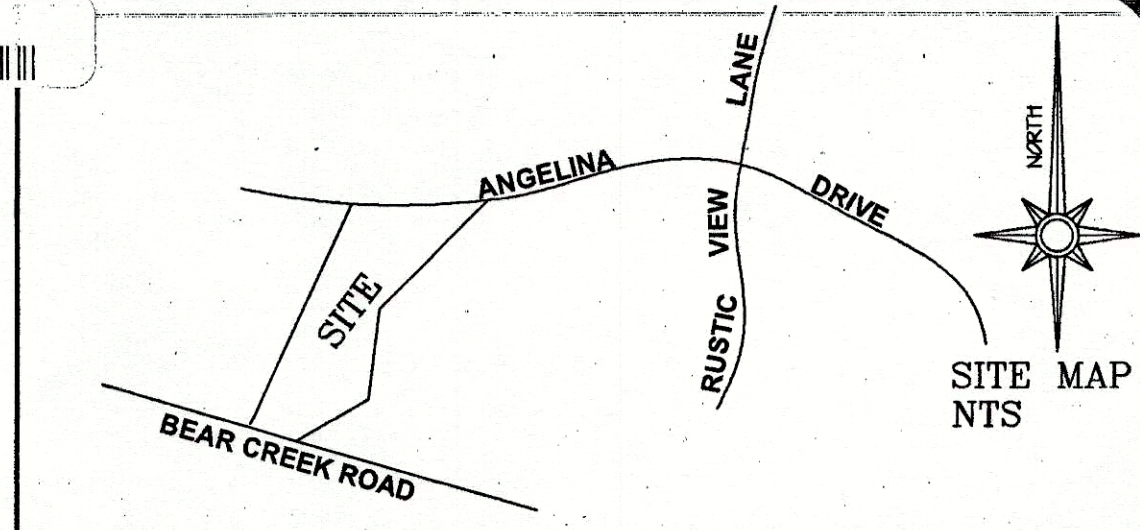 RUSTIC VIEW LANE
ANGELINA DRIVE
NORTH
SITE
BEAR CREEK ROAD
SITE MAP
NTS